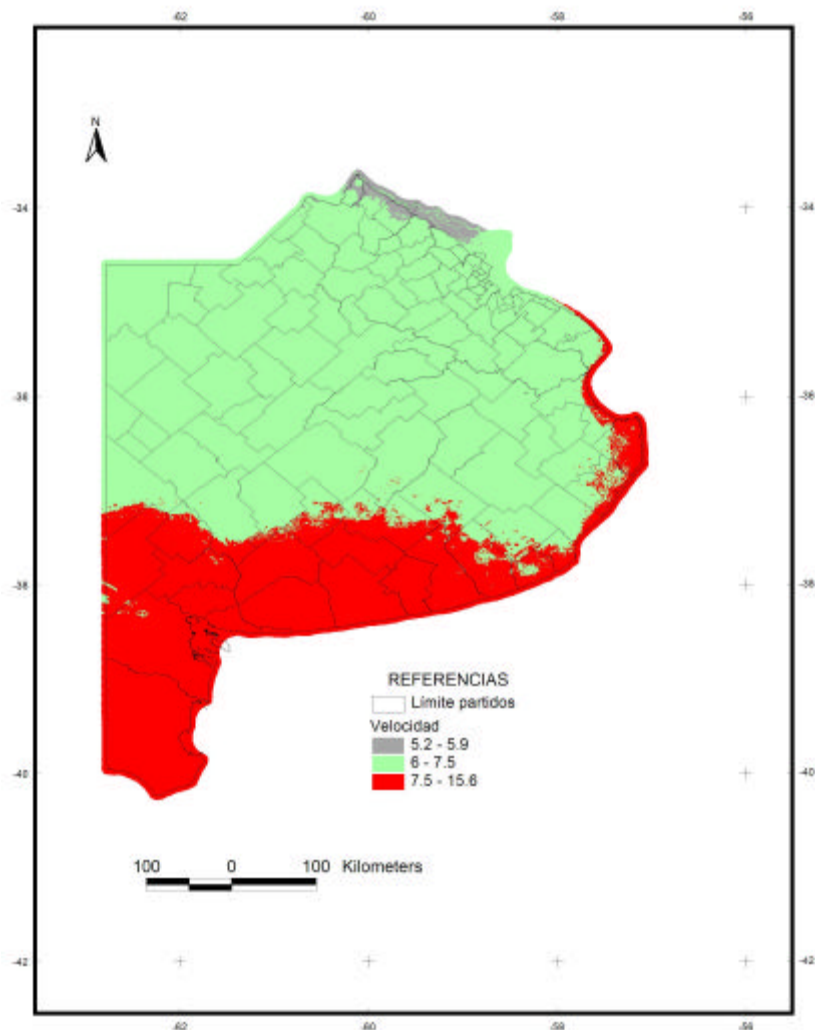 -62 -60 -58 -56
N
-34 -34
-36 -36
-38 -38
REFERENCIAS
Límite partidos
Velocidad
5.2 - 5.9
6 - 7.5
7.5 - 15.6
-40 -40
100 0 100 Kilometers
-42 -42
-62 -60 -58 -56